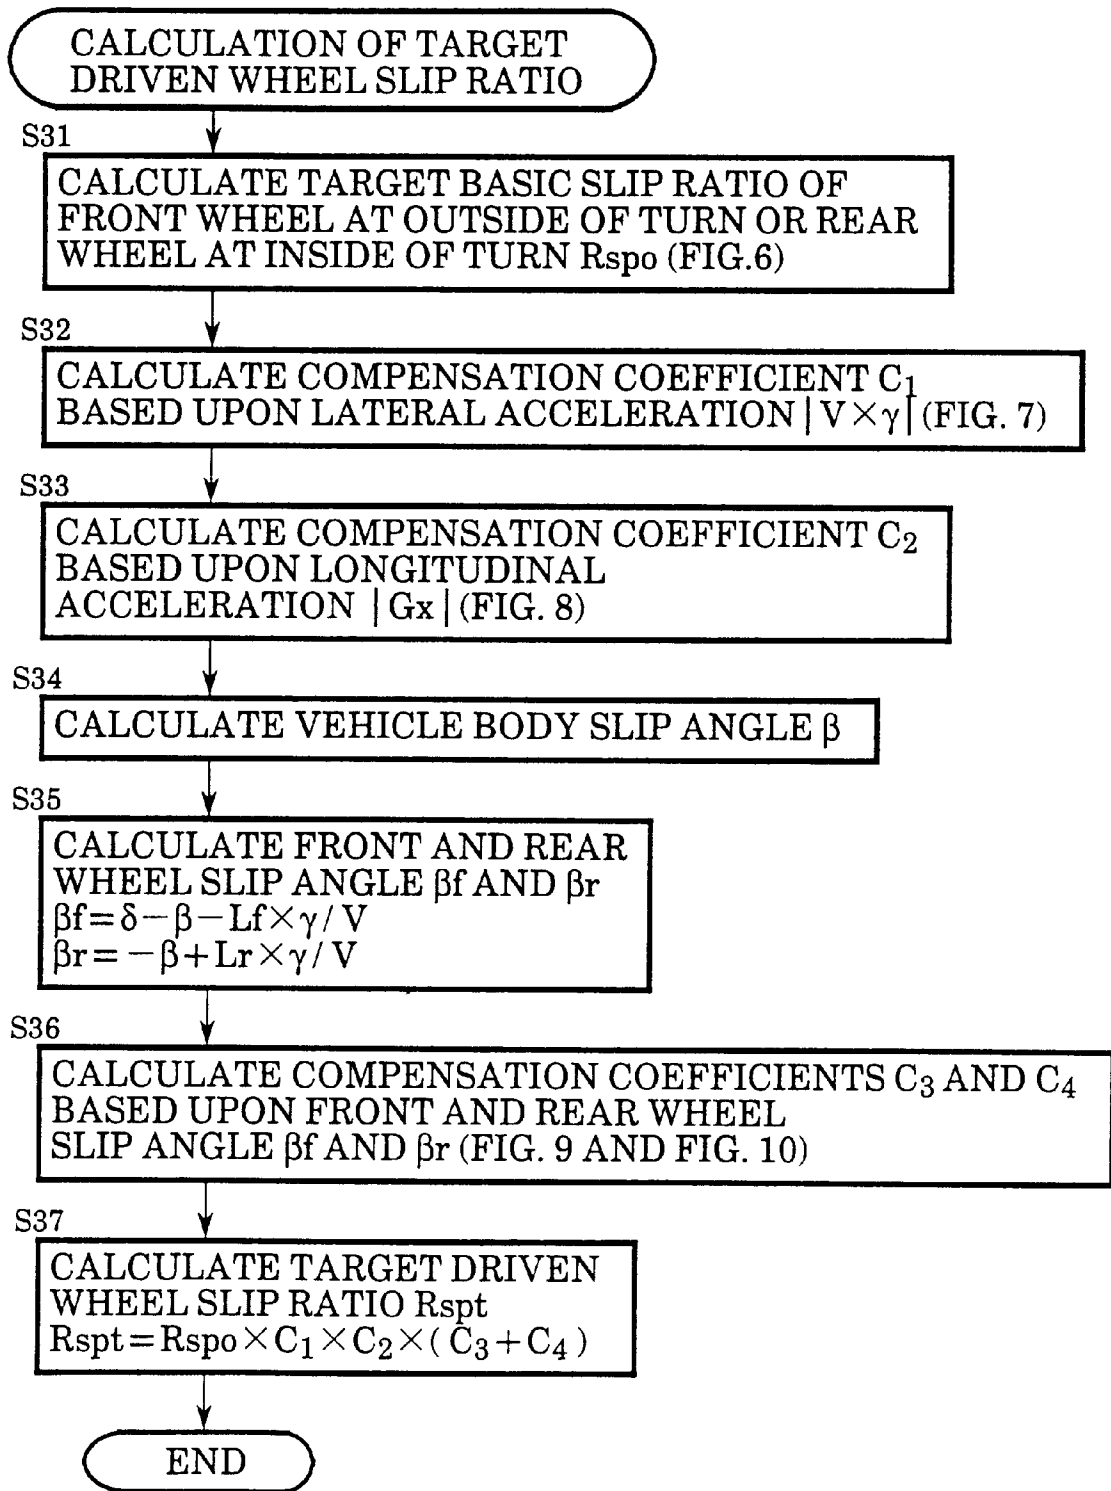 CALCULATION OF TARGET
DRIVEN WHEEL SLIP RATIO
S31
CALCULATE TARGET BASIC SLIP RATIO OF
FRONT WHEEL AT OUTSIDE OF TURN OR REAR
WHEEL AT INSIDE OF TURN Rspo (FIG.6)
S32
CALCULATE COMPENSATION COEFFICIENT C₁
BASED UPON LATERAL ACCELERATION |V×γ| (FIG. 7)
S33
CALCULATE COMPENSATION COEFFICIENT C₂
BASED UPON LONGITUDINAL
ACCELERATION |Gx| (FIG. 8)
S34
CALCULATE VEHICLE BODY SLIP ANGLE β
S35
CALCULATE FRONT AND REAR
WHEEL SLIP ANGLE βf AND βr
βf=δ−β−Lf×γ/V
βr=−β+Lr×γ/V
S36
CALCULATE COMPENSATION COEFFICIENTS C₃ AND C₄
BASED UPON FRONT AND REAR WHEEL
SLIP ANGLE βf AND βr (FIG. 9 AND FIG. 10)
S37
CALCULATE TARGET DRIVEN
WHEEL SLIP RATIO Rspt
Rspt=Rspo×C₁×C₂×(C₃+C₄)
END